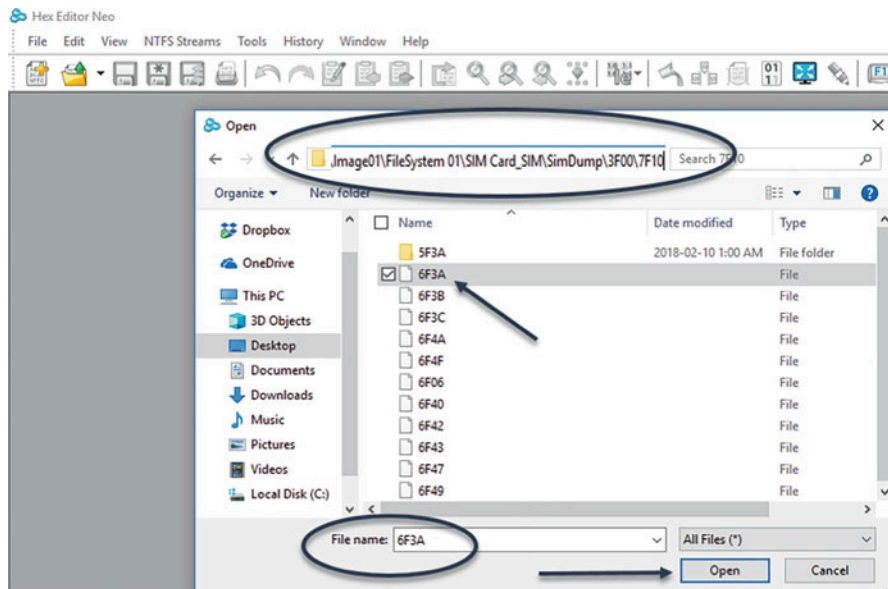 Hex Editor Neo
File Edit View NTFS Streams Tools History Window Help
Open
.Image01\FileSystem 01\SIM Card_SIM\SimDump\3F00\7F10
Organize New folder
Name Date modified Type
Dropbox
OneDrive
This PC
3D Objects
Desktop
Documents
Downloads
Music
Pictures
Videos
Local Disk (C:)
5F3A 2018-02-10 1:00 AM File folder
6F3A File
6F3B File
6F3C File
6F4A File
6F4F File
6F06 File
6F40 File
6F42 File
6F43 File
6F47 File
6F49 File
File name: 6F3A All Files (*)
Open Cancel